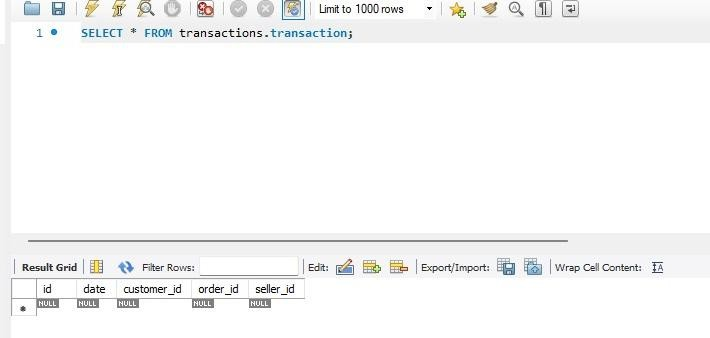 Limit to 1000 rows
1 SELECT * FROM transactions.transaction;
Result Grid Filter Rows: Edit: Export/Import: Wrap Cell Content: IA
id date customer_id order_id seller_id
NULL NULL NULL NULL NULL